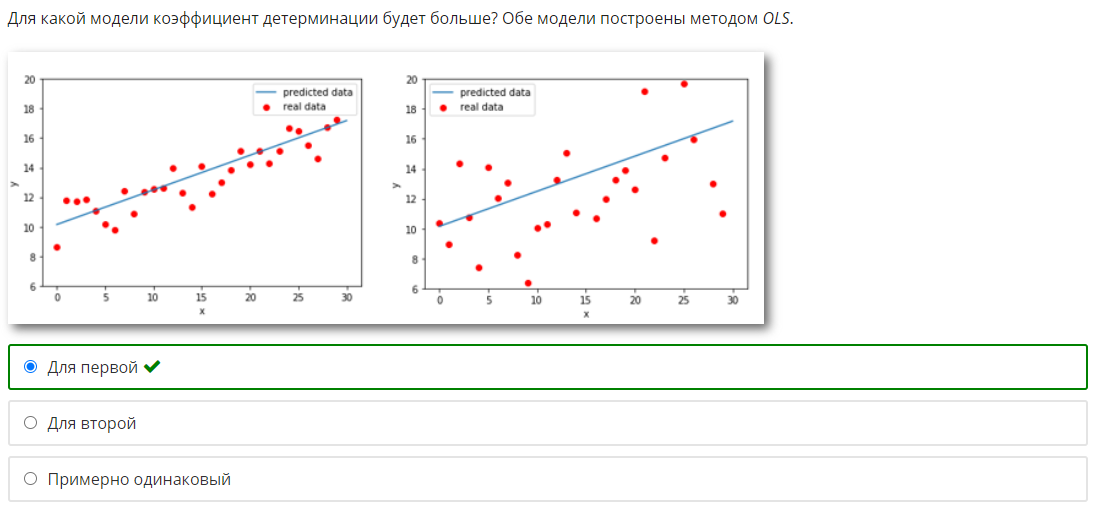 Для какой модели коэффициент детерминации будет больше? Обе модели построены методом OLS.
20
18
16
14
12
10
8
6
y
0 5 10 15 20 25 30
x
predicted data
real data
20
18
16
14
12
10
8
6
y
0 5 10 15 20 25 30
x
predicted data
real data
Для первой
Для второй
Примерно одинаковый